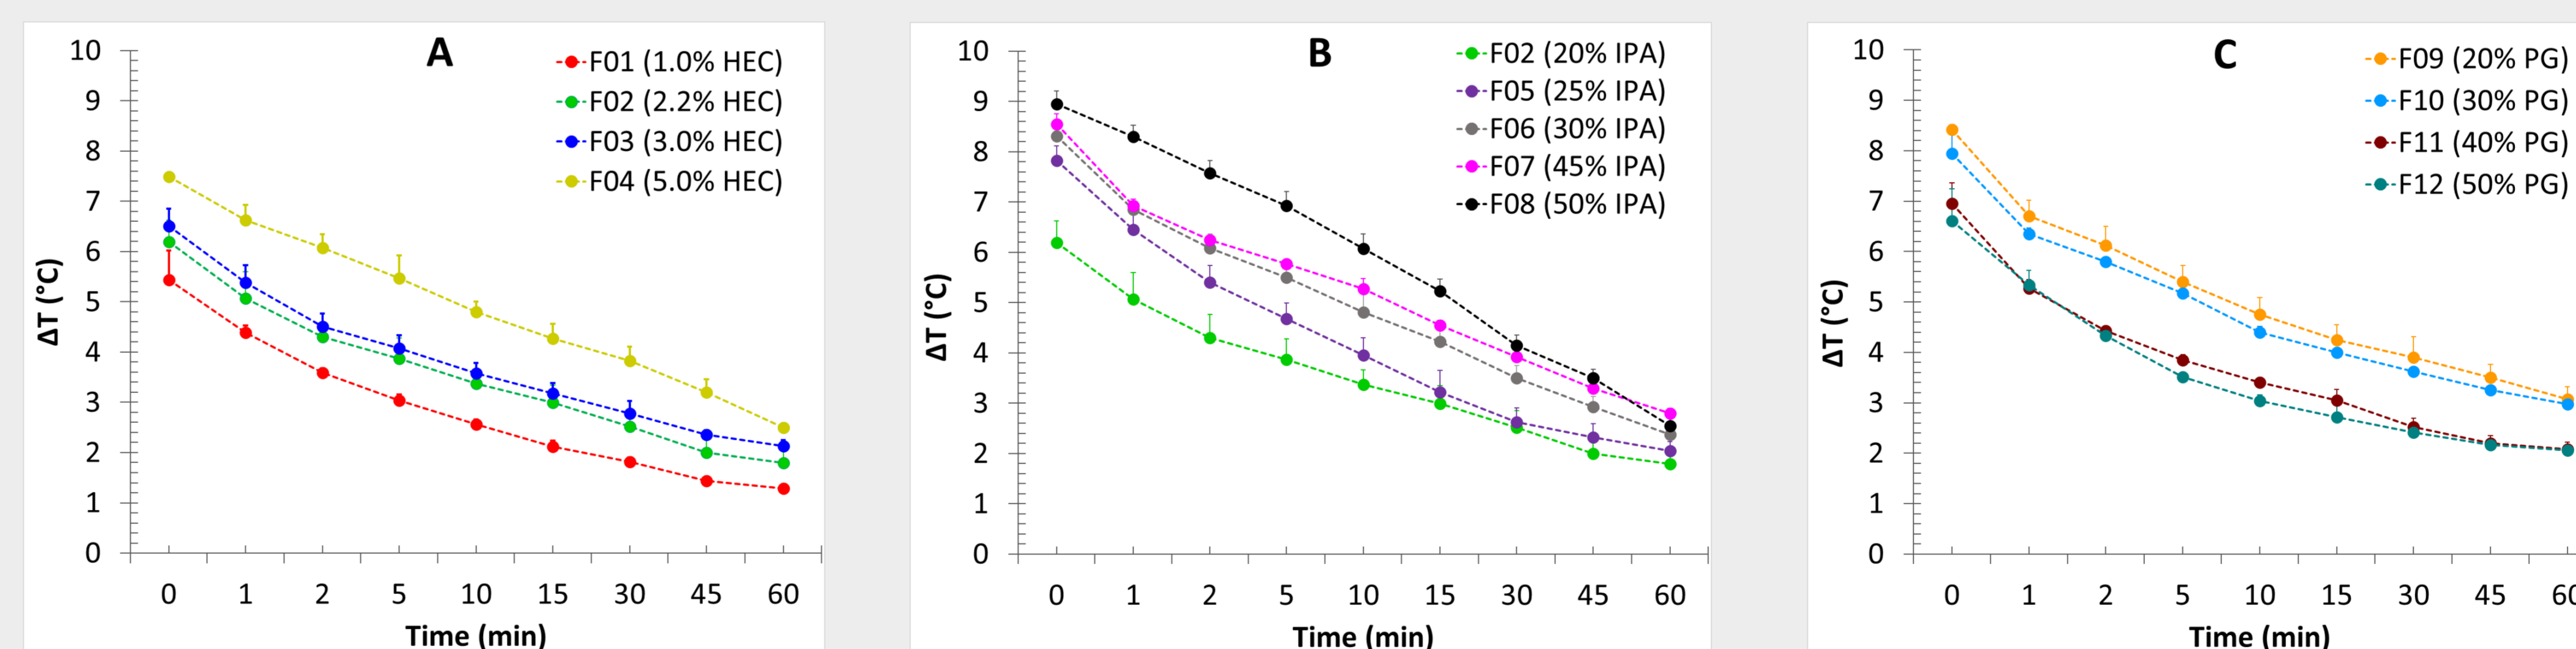 A
10
9
8
7
6
5
4
3
2
1
0
ΔT (°C)
F01 (1.0% HEC)
F02 (2.2% HEC)
F03 (3.0% HEC)
F04 (5.0% HEC)
0 1 2 5 10 15 30 45 60
Time (min)
B
10
9
8
7
6
5
4
3
2
1
0
ΔT (°C)
F02 (20% IPA)
F05 (25% IPA)
F06 (30% IPA)
F07 (45% IPA)
F08 (50% IPA)
0 1 2 5 10 15 30 45 60
Time (min)
C
10
9
8
7
6
5
4
3
2
1
0
ΔT (°C)
F09 (20% PG)
F10 (30% PG)
F11 (40% PG)
F12 (50% PG)
0 1 2 5 10 15 30 45 60
Time (min)